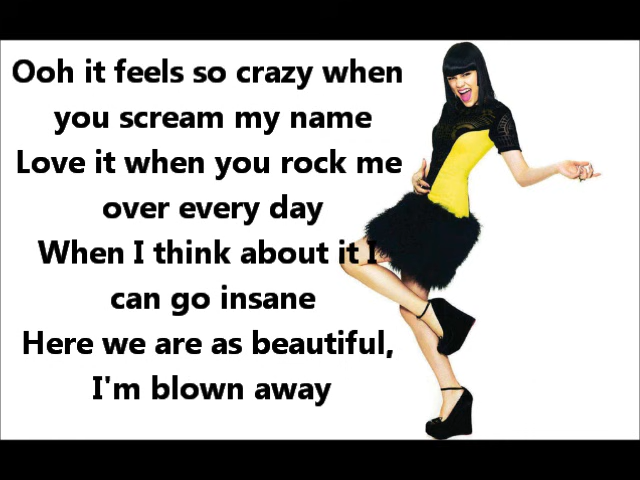 Ooh it feels so crazy when
you scream my name
Love it when you rock me
over every day
When I think about it I
can go insane
Here we are as beautiful,
I'm blown away